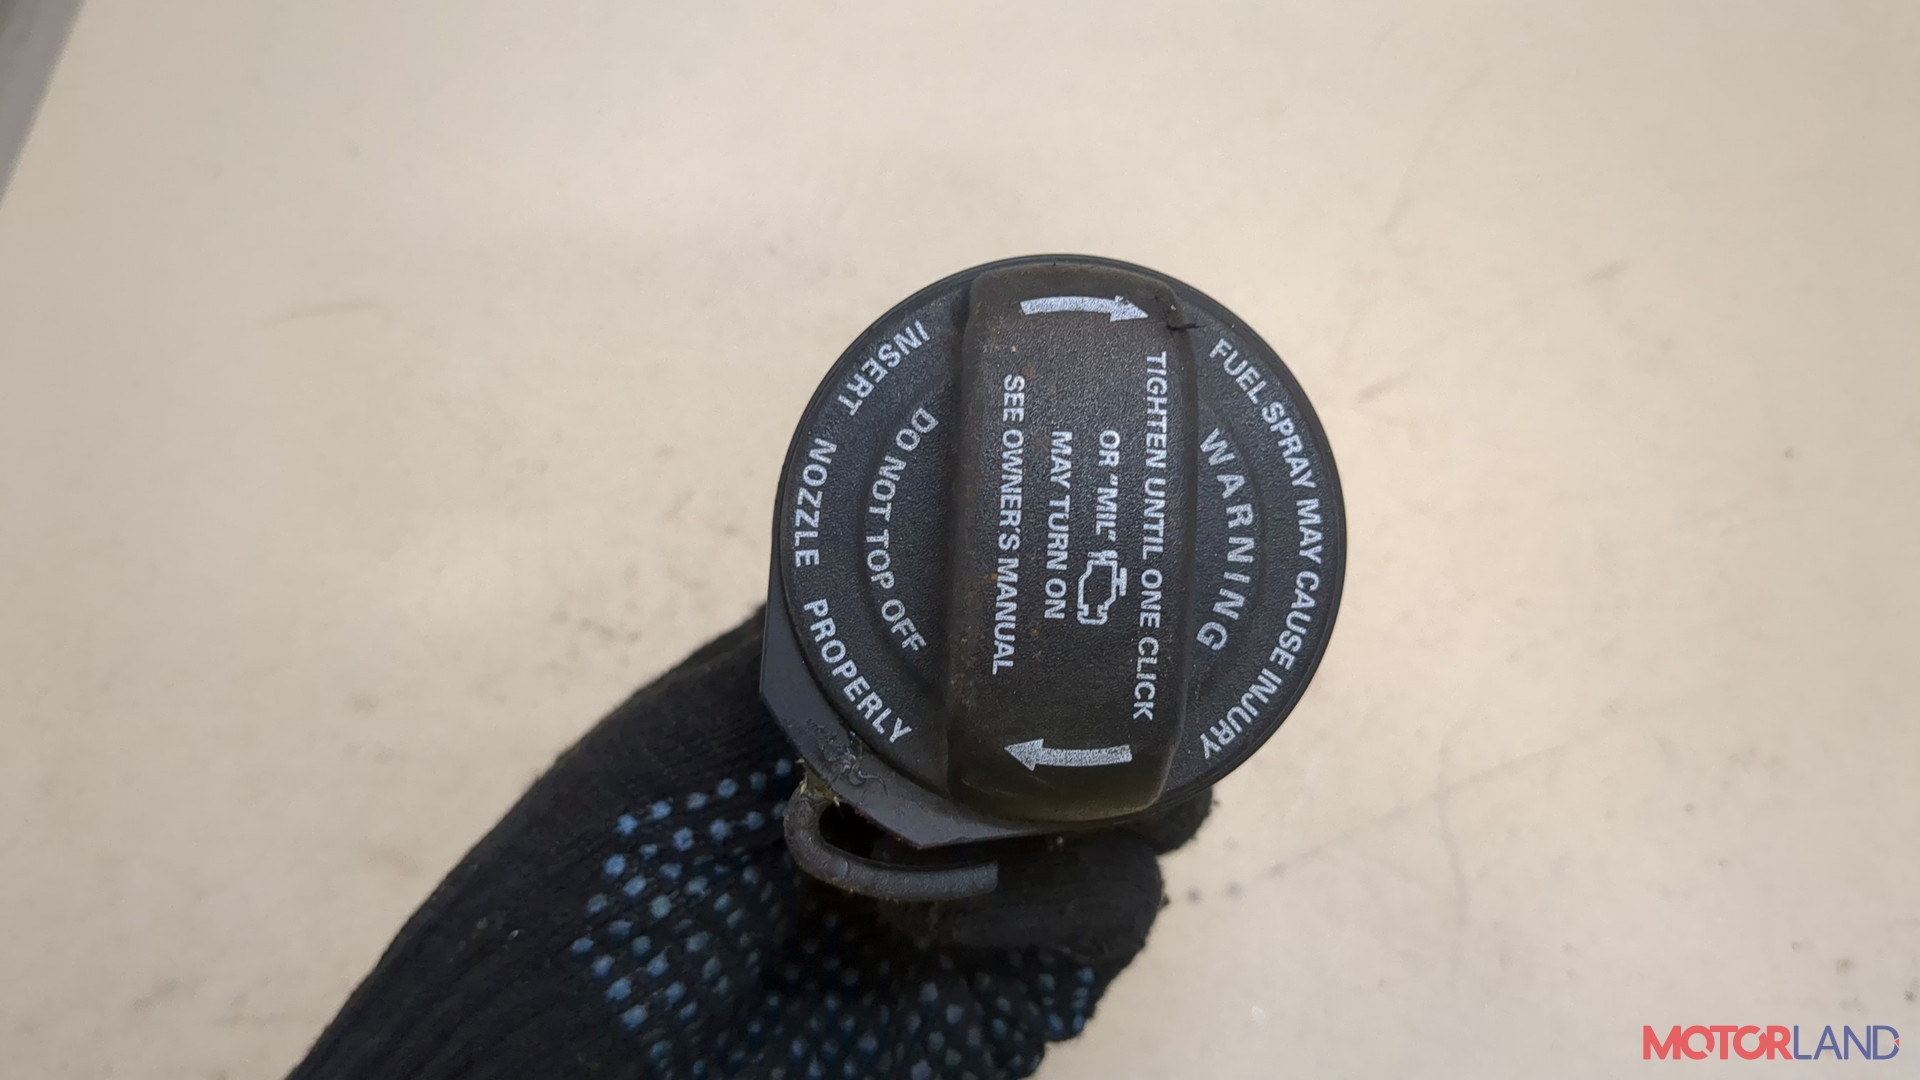 WARNING
FUEL SPRAY MAY CAUSE INJURY
TIGHTEN UNTIL ONE CLICK
OR "MIL"
MAY TURN ON
SEE OWNER'S MANUAL
DO NOT TOP OFF
INSERT NOZZLE PROPERLY
MOTORLAND